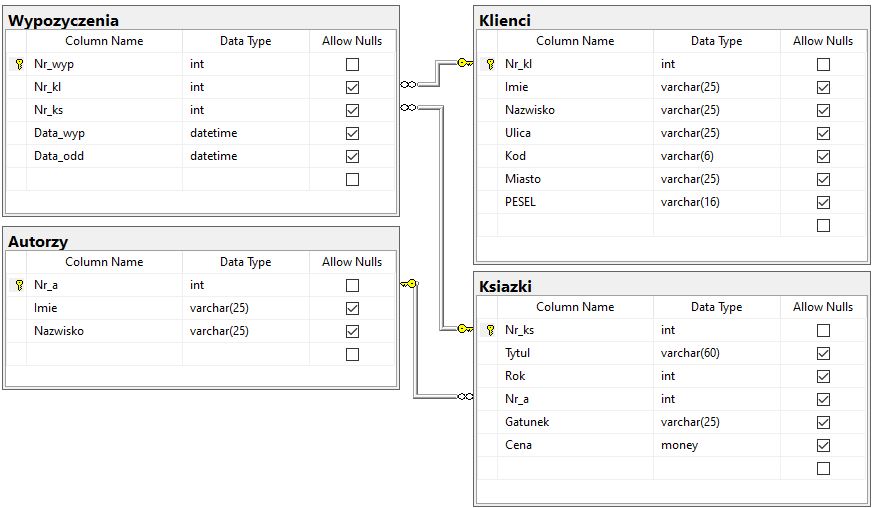 Wypozyczenia
Column Name Data Type Allow Nulls
Nr_wyp int
Nr_kl int
Nr_ks int
Data_wyp datetime
Data_odd datetime
Klienci
Column Name Data Type Allow Nulls
Nr_kl int
Imie varchar(25)
Nazwisko varchar(25)
Ulica varchar(25)
Kod varchar(6)
Miasto varchar(25)
PESEL varchar(16)
Autorzy
Column Name Data Type Allow Nulls
Nr_a int
Imie varchar(25)
Nazwisko varchar(25)
Ksiazki
Column Name Data Type Allow Nulls
Nr_ks int
Tytul varchar(60)
Rok int
Nr_a int
Gatunek varchar(25)
Cena money